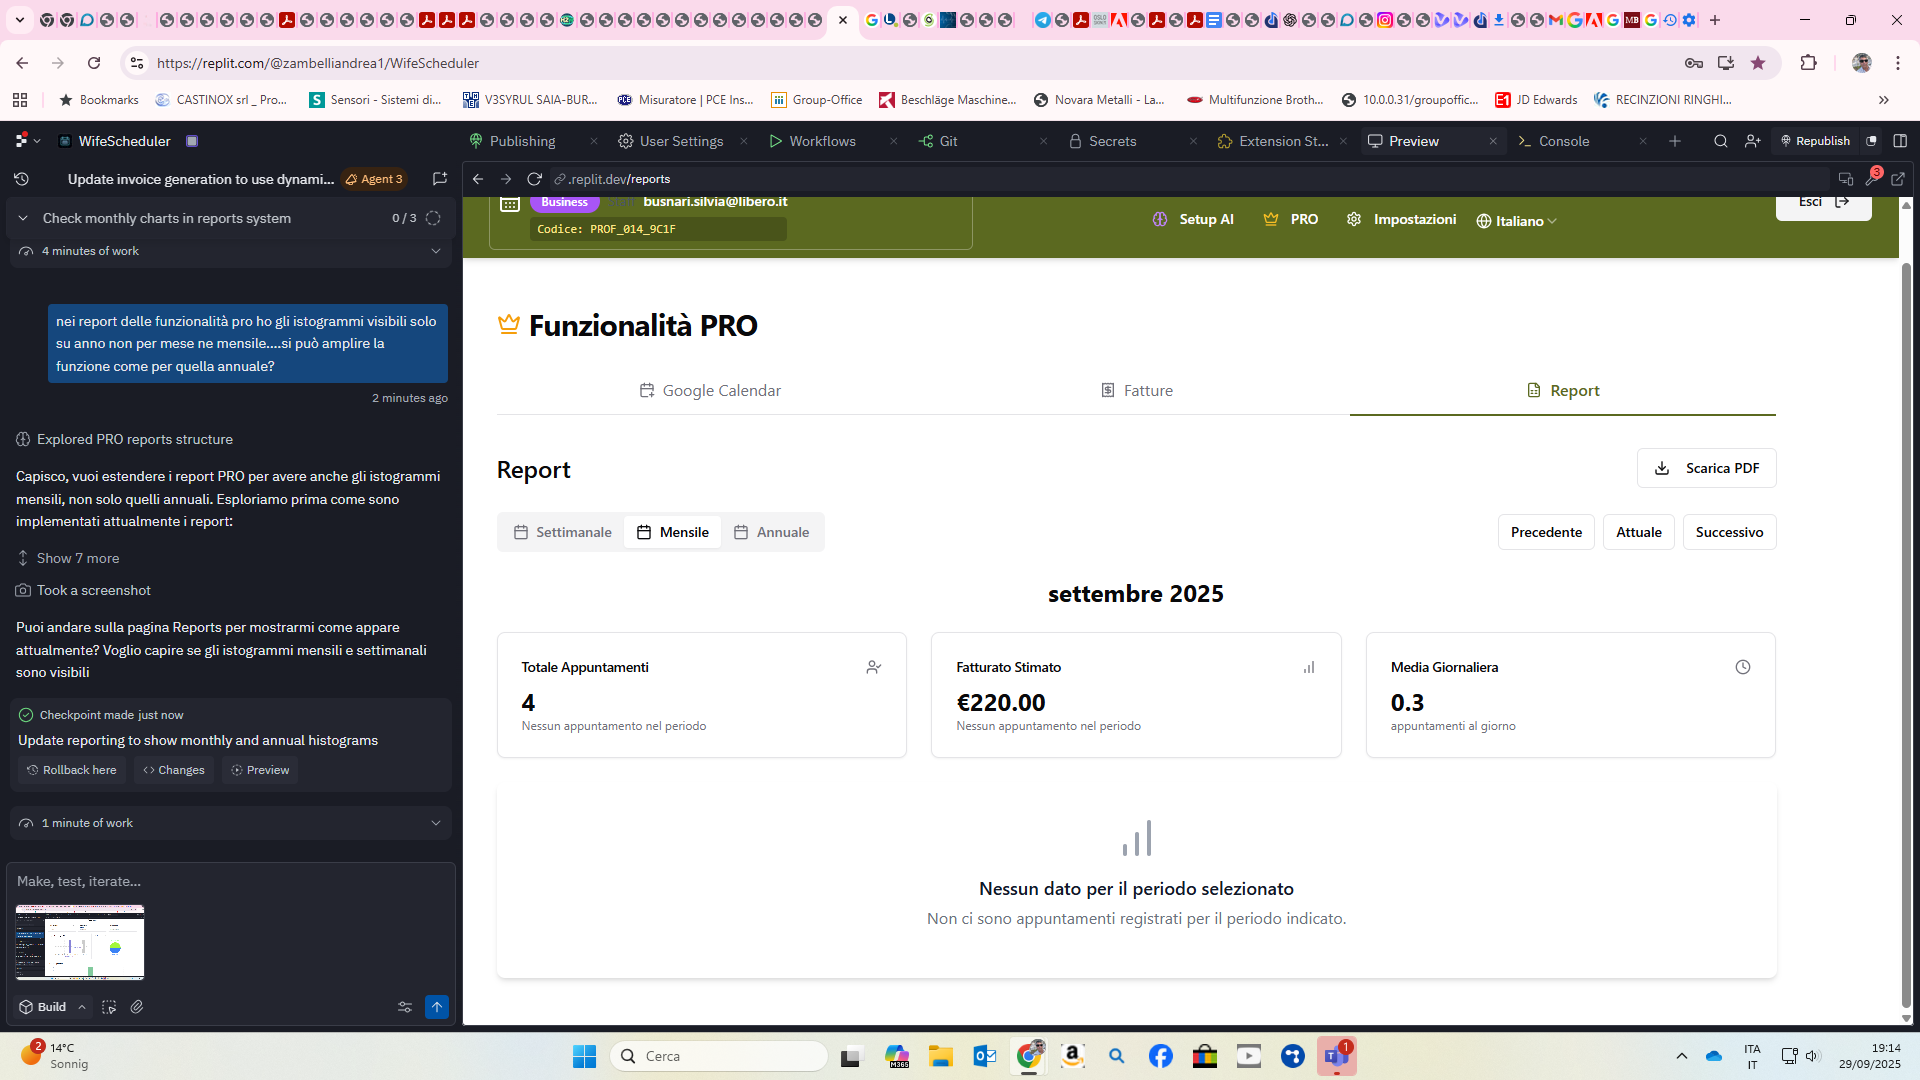 https://replit.com/@zambelliandrea1/WifeScheduler
Bookmarks
CASTINOX srl _ Pro...
Sensori - Sistemi di...
V3SYRUL SAIA-BUR...
Misuratore | PCE Ins...
Group-Office
Beschläge Maschine...
Novara Metalli - La...
Multifunzione Broth...
10.0.0.31/groupoffic...
JD Edwards
RECINZIONI RINGHI...
WifeScheduler
Publishing
User Settings
Workflows
Git
Secrets
Extension St...
Preview
Console
Republish
Update invoice generation to use dynami...
Agent 3
.replit.dev/reports
3
Check monthly charts in reports system
0 / 3
4 minutes of work
nei report delle funzionalità pro ho gli istogrammi visibili solo
su anno non per mese ne mensile....si può amplire la
funzione come per quella annuale?
2 minutes ago
Explored PRO reports structure
Capisco, vuoi estendere i report PRO per avere anche gli istogrammi
mensili, non solo quelli annuali. Esploriamo prima come sono
implementati attualmente i report:
Show 7 more
Took a screenshot
Puoi andare sulla pagina Reports per mostrarmi come appare
attualmente? Voglio capire se gli istogrammi mensili e settimanali
sono visibili
Checkpoint made just now
Update reporting to show monthly and annual histograms
Rollback here
Changes
Preview
1 minute of work
Make, test, iterate...
Build
Business
Staff
busnari.silvia@libero.it
Codice: PROF_014_9C1F
Setup AI
PRO
Impostazioni
Italiano
Esci
Funzionalità PRO
Google Calendar
Fatture
Report
Report
Scarica PDF
Settimanale
Mensile
Annuale
Precedente
Attuale
Successivo
settembre 2025
Totale Appuntamenti
4
Nessun appuntamento nel periodo
Fatturato Stimato
€220.00
Nessun appuntamento nel periodo
Media Giornaliera
0.3
appuntamenti al giorno
Nessun dato per il periodo selezionato
Non ci sono appuntamenti registrati per il periodo indicato.
2
14°C
Sonnig
Cerca
M365
1
ITA
IT
19:14
29/09/2025